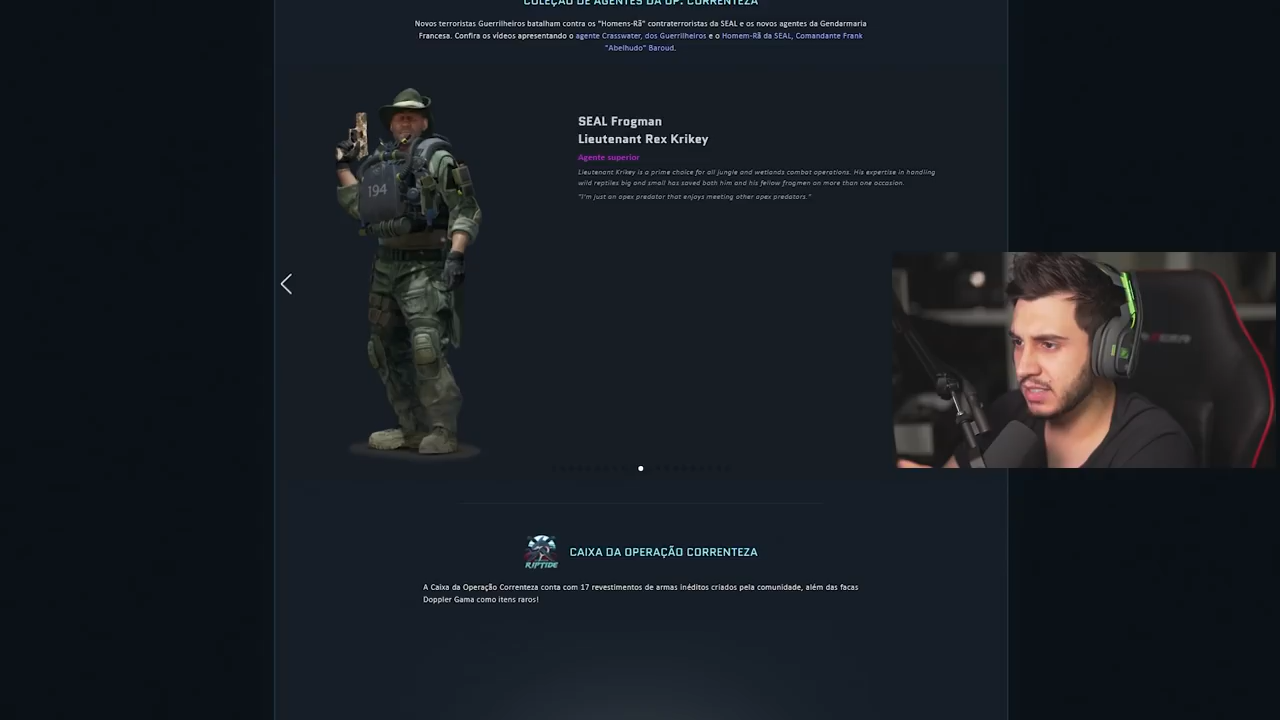 COLEÇÃO DE AGENTES DA OP. CORRENTEZA
Novos terroristas Guerrilheiros batalham contra os "Homens-Rã" contraterroristas da SEAL e os novos agentes da Gendarmaria
Francesa. Confira os vídeos apresentando o agente Crasswater, dos Guerrilheiros e o Homem-Rã da SEAL, Comandante Frank
"Abelhudo" Baroud.
SEAL Frogman
Lieutenant Rex Krikey
Agente superior
Lieutenant Krikey is a prime choice for all jungle and wetlands combat operations. His expertise in handling
wild reptiles big and small has saved both him and his fellow frogmen on more than one occasion.
"I'm just an apex predator that enjoys meeting other apex predators."
194
RIPTIDE
CAIXA DA OPERAÇÃO CORRENTEZA
A Caixa da Operação Correnteza conta com 17 revestimentos de armas inéditos criados pela comunidade, além das facas
Doppler Gama como itens raros!